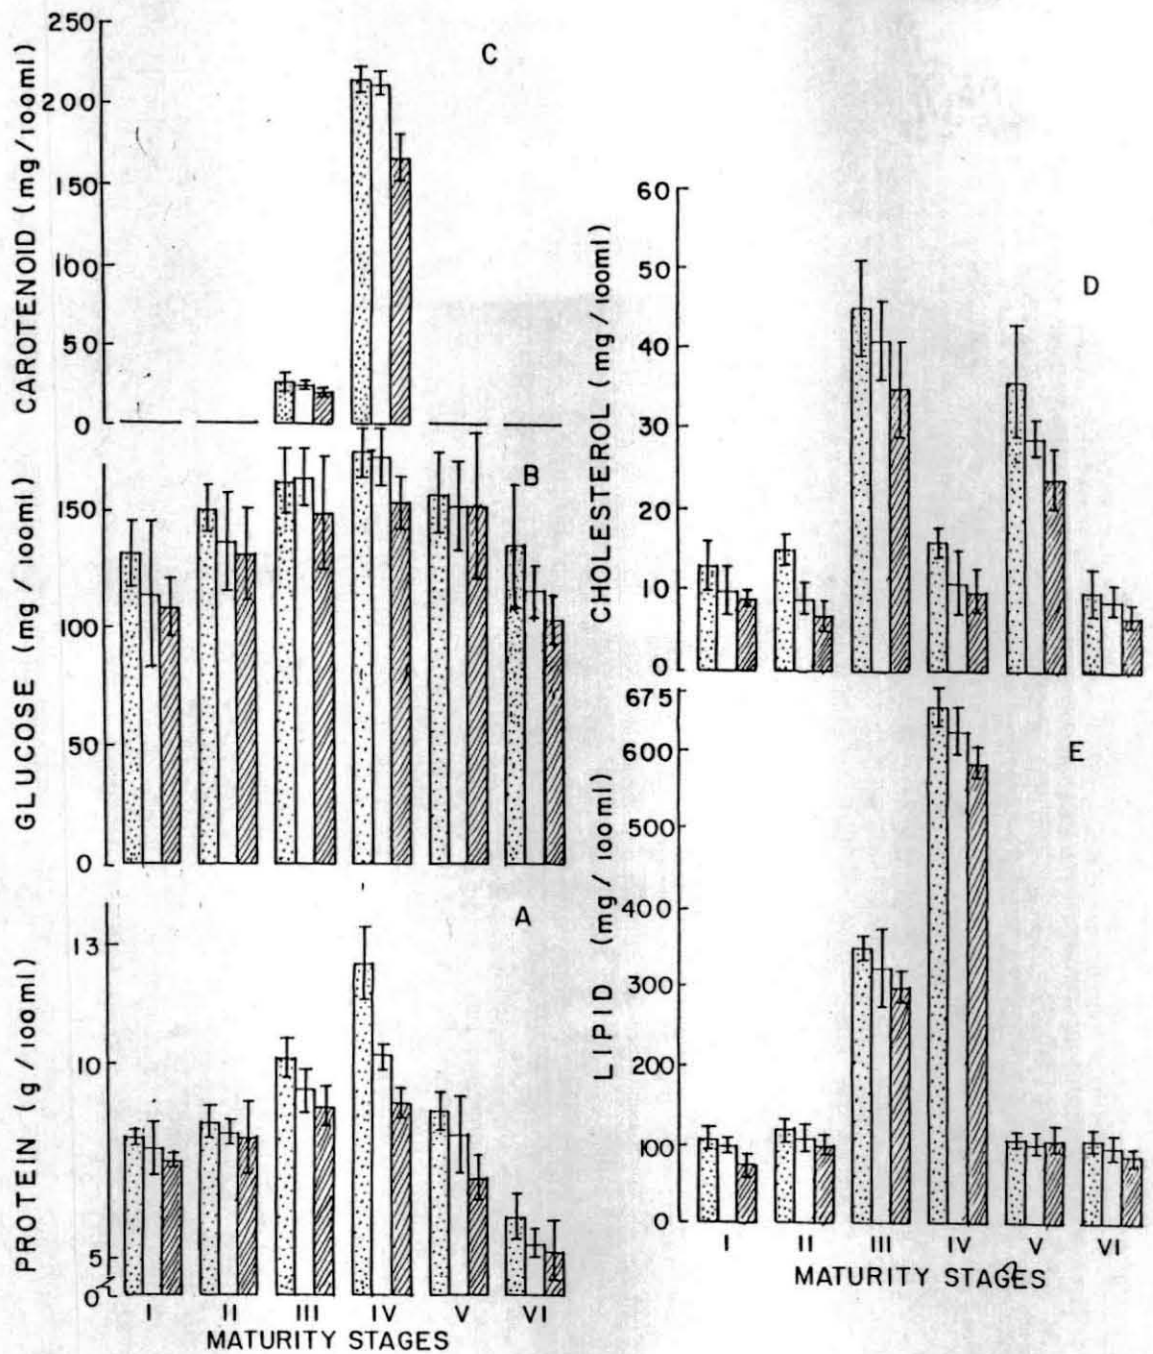 C
CAROTENOID (mg/100ml)
250
200
150
100
50
0
B
GLUCOSE (mg/100ml)
150
100
50
0
A
PROTEIN (g/100ml)
13
10
5
0
I II III IV V VI
MATURITY STAGES
D
CHOLESTEROL (mg/100ml)
60
50
40
30
20
10
0
E
LIPID (mg/100ml)
675
600
500
400
300
200
100
0
I II III IV V VI
MATURITY STAGES